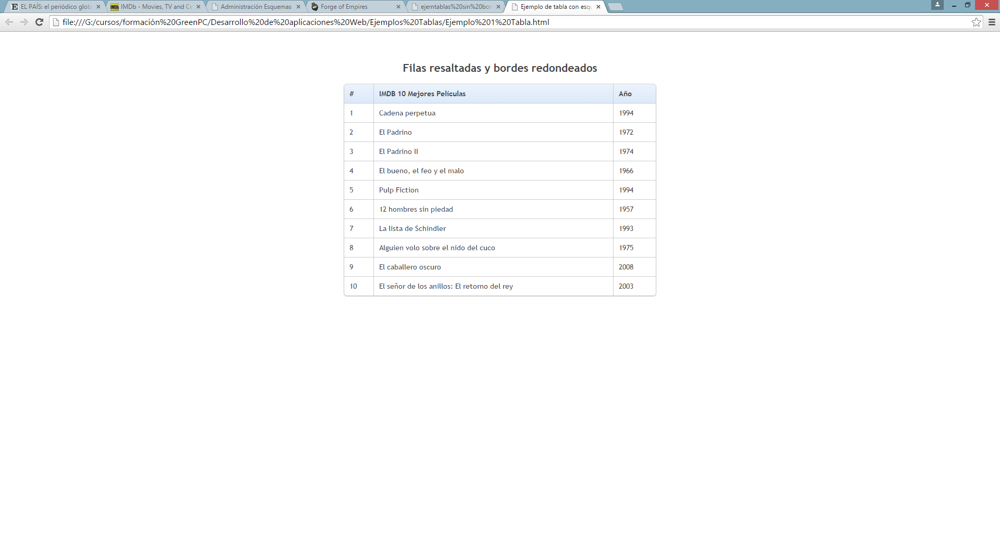 EL PAÍS: el periódico glob
IMDb - Movies, TV and Ce
Administración Esquemas
Forge of Empires
ejemtablas%20sin%20bor
Ejemplo de tabla con esqu
file:///G:/cursos/formación%20GreenPC/Desarrollo%20de%20aplicaciones%20Web/Ejemplos%20Tablas/Ejemplo%201%20Tabla.html
Filas resaltadas y bordes redondeados
# IMDB 10 Mejores Películas Año
1 Cadena perpetua 1994
2 El Padrino 1972
3 El Padrino II 1974
4 El bueno, el feo y el malo 1966
5 Pulp Fiction 1994
6 12 hombres sin piedad 1957
7 La lista de Schindler 1993
8 Alguien volo sobre el nido del cuco 1975
9 El caballero oscuro 2008
10 El señor de los anillos: El retorno del rey 2003